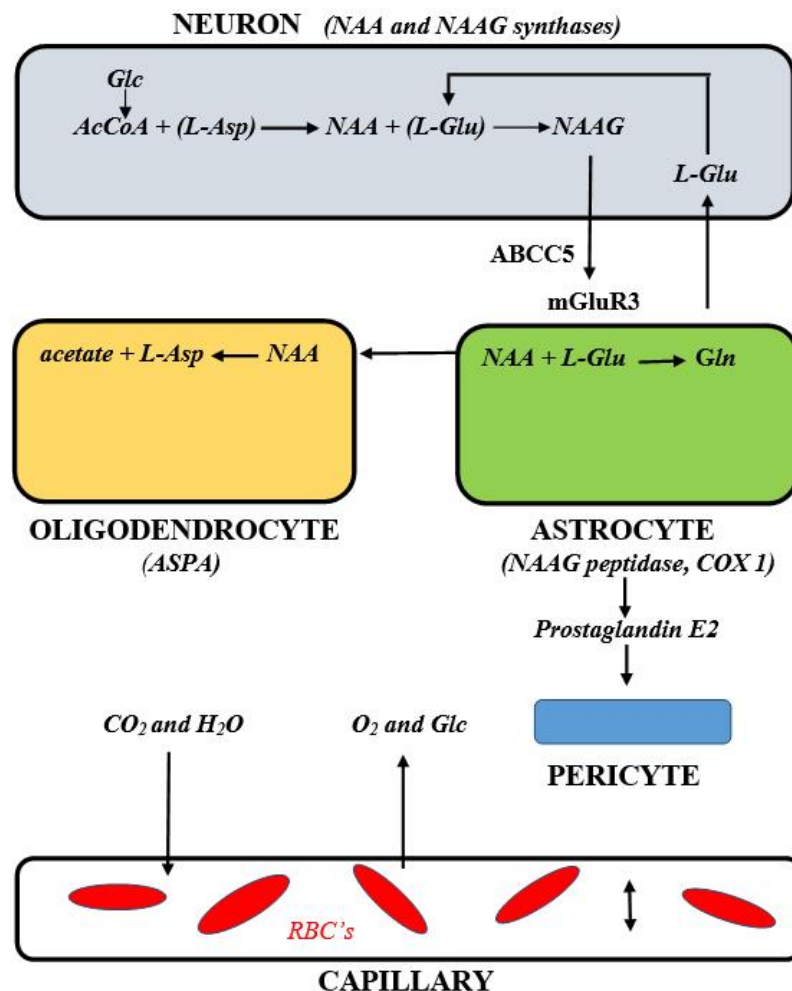 NEURON (NAA and NAAG synthases)
Glc
AcCoA + (L-Asp) NAA + (L-Glu) NAAG
L-Glu
ABCC5
mGluR3
acetate + L-Asp NAA
NAA + L-Glu Gln
OLIGODENDROCYTE
(ASPA)
ASTROCYTE
(NAAG peptidase, COX 1)
Prostaglandin E2
CO₂ and H₂O
O₂ and Glc
PERICYTE
RBC's
CAPILLARY